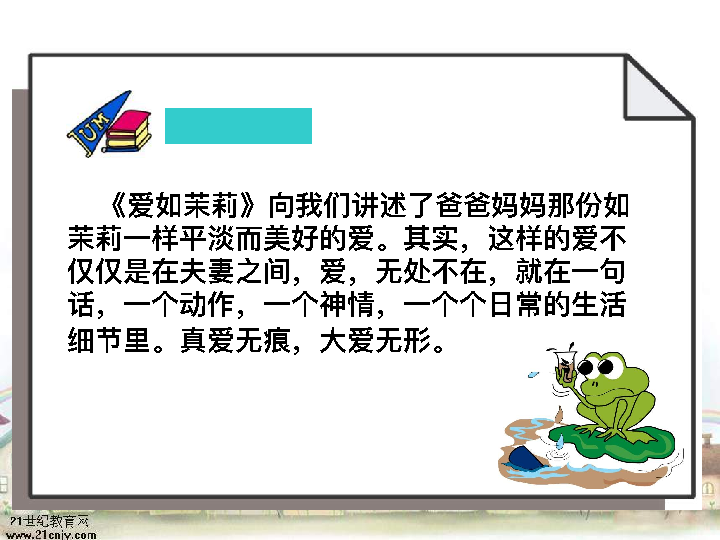 IUM
《爱如茉莉》向我们讲述了爸爸妈妈那份如
茉莉一样平淡而美好的爱。其实，这样的爱不
仅仅是在夫妻之间，爱，无处不在，就在一句
话，一个动作，一个神情，一个个日常的生活
细节里。真爱无痕，大爱无形。
21世纪教育网
www.21cnjy.com